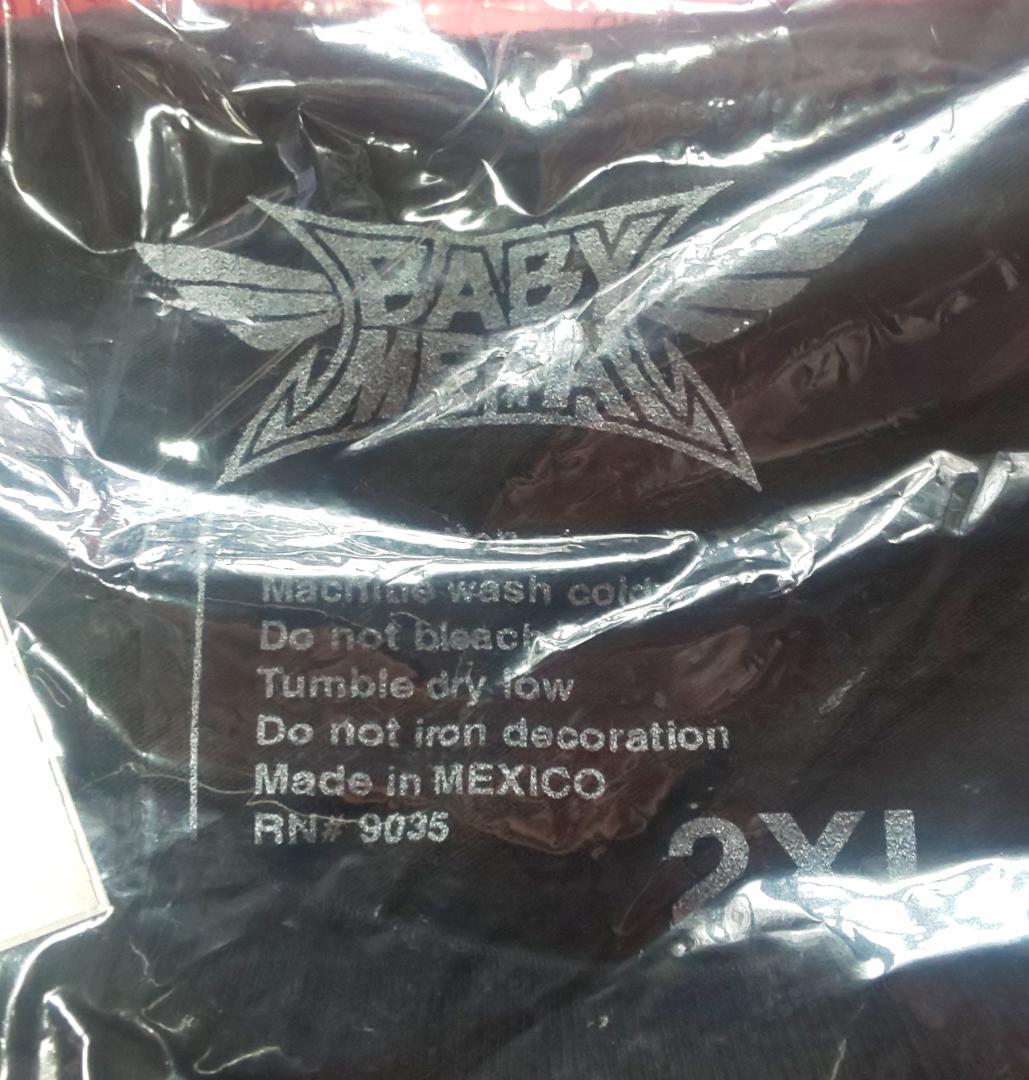 BABY
METAL
Machine wash cold
Do not bleach
Tumble dry low
Do not iron decoration
Made in MEXICO
RN# 9035
2XL